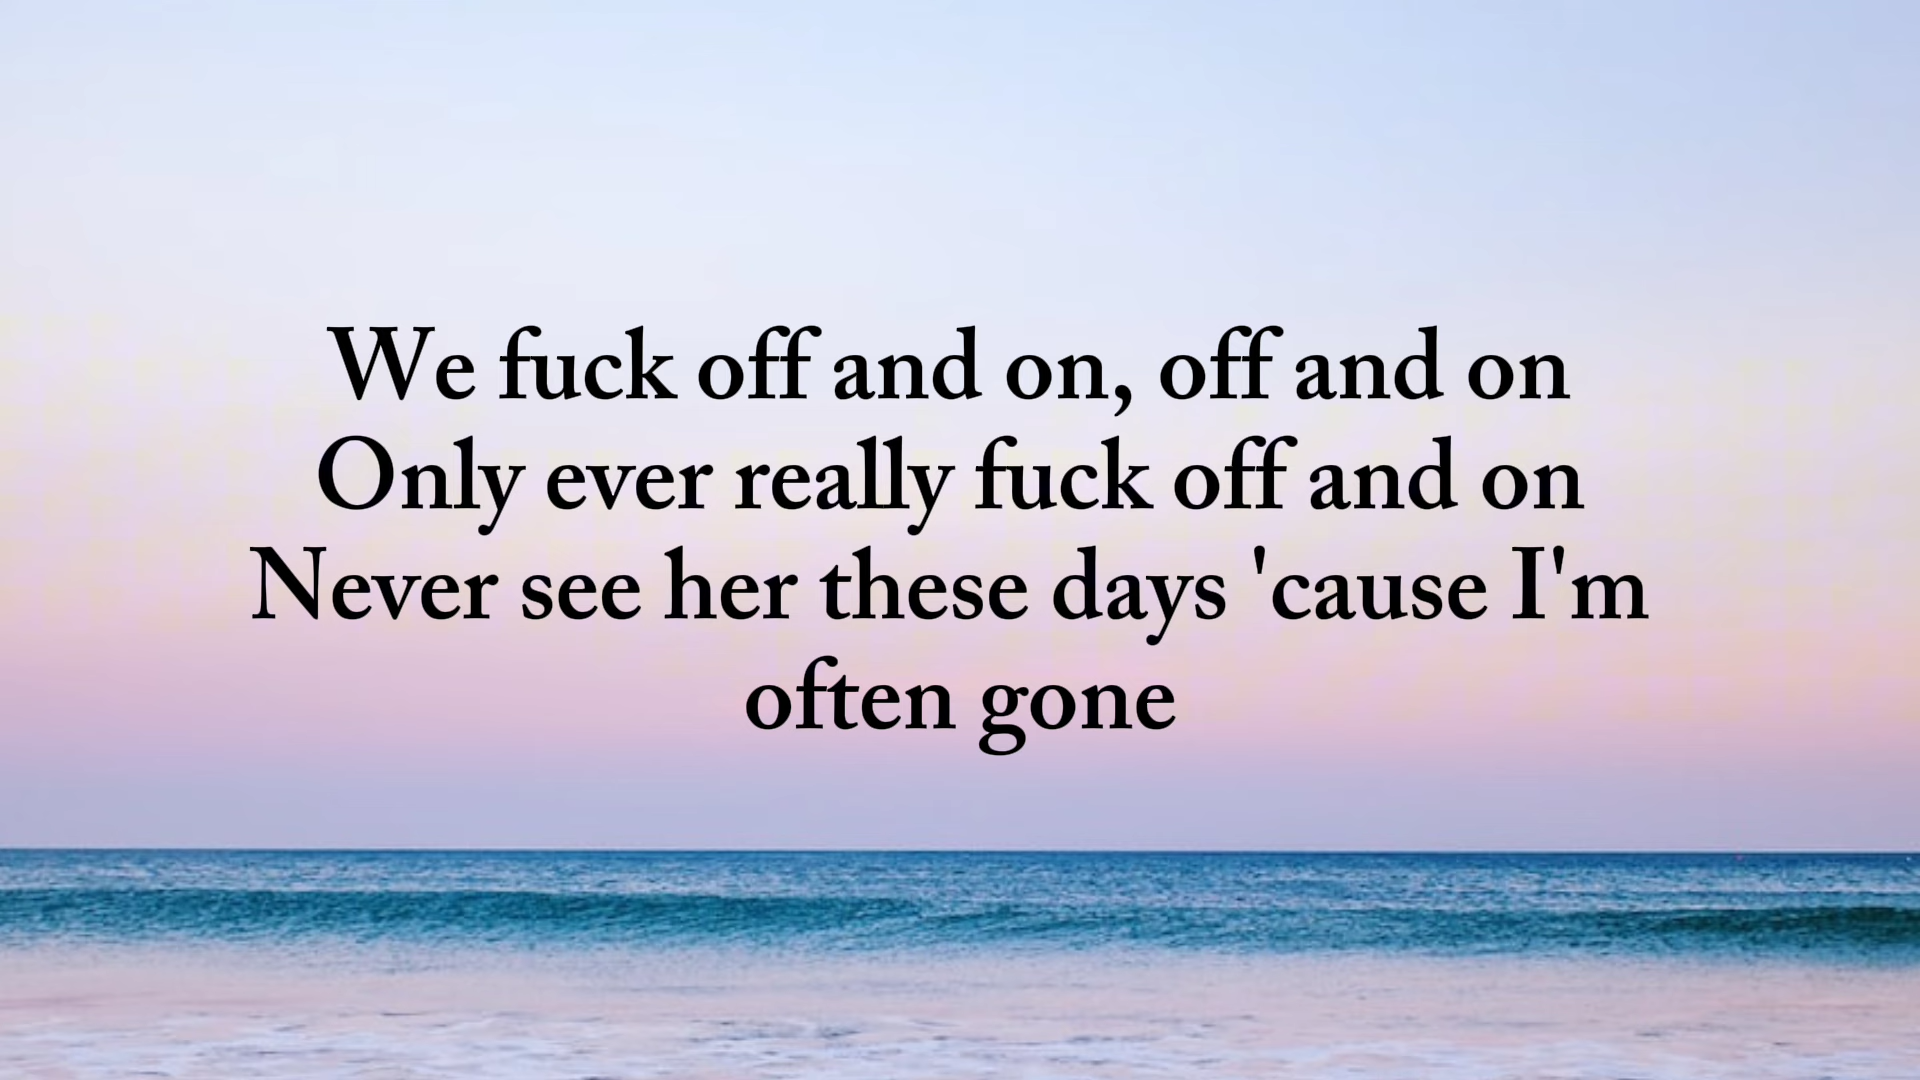 We fuck off and on, off and on
Only ever really fuck off and on
Never see her these days 'cause I'm
often gone